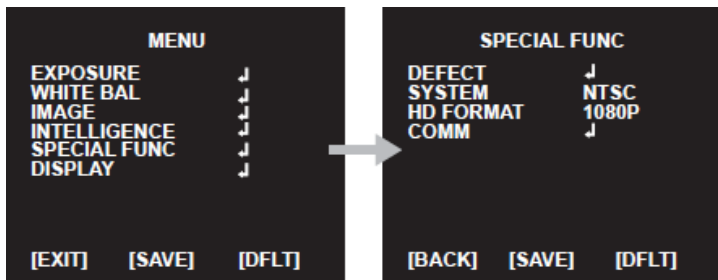 MENU
EXPOSURE ↲
WHITE BAL ↲
IMAGE ↲
INTELLIGENCE ↲
SPECIAL FUNC ↲
DISPLAY ↲
[EXIT] [SAVE] [DFLT]
SPECIAL FUNC
DEFECT ↲
SYSTEM NTSC
HD FORMAT 1080P
COMM ↲
[BACK] [SAVE] [DFLT]